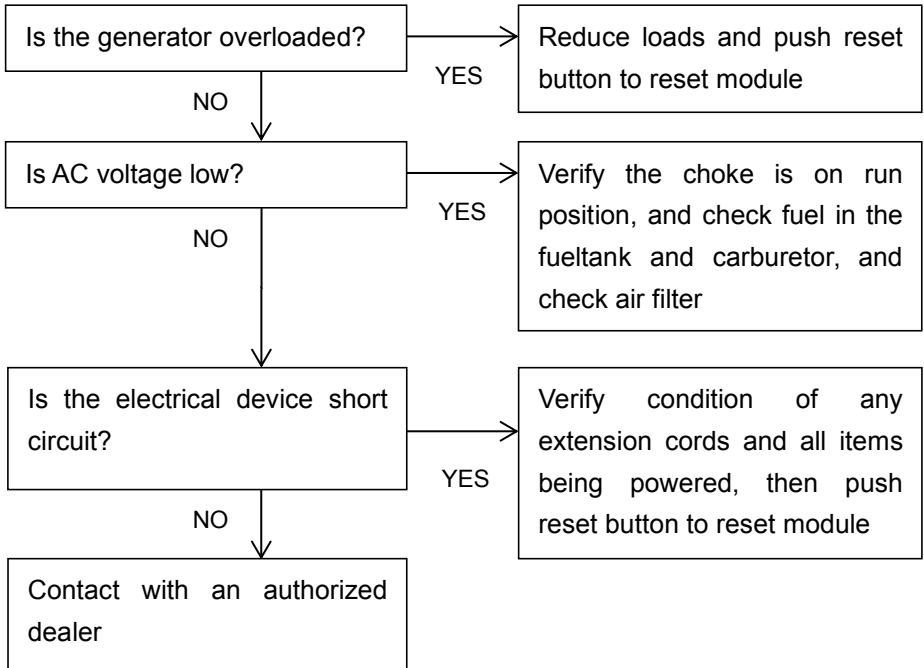 Is the generator overloaded?
YES
Reduce loads and push reset
button to reset module
NO
Is AC voltage low?
YES
Verify the choke is on run
position, and check fuel in the
fueltank and carburetor, and
check air filter
NO
Is the electrical device short
circuit?
YES
Verify condition of any
extension cords and all items
being powered, then push
reset button to reset module
NO
Contact with an authorized
dealer